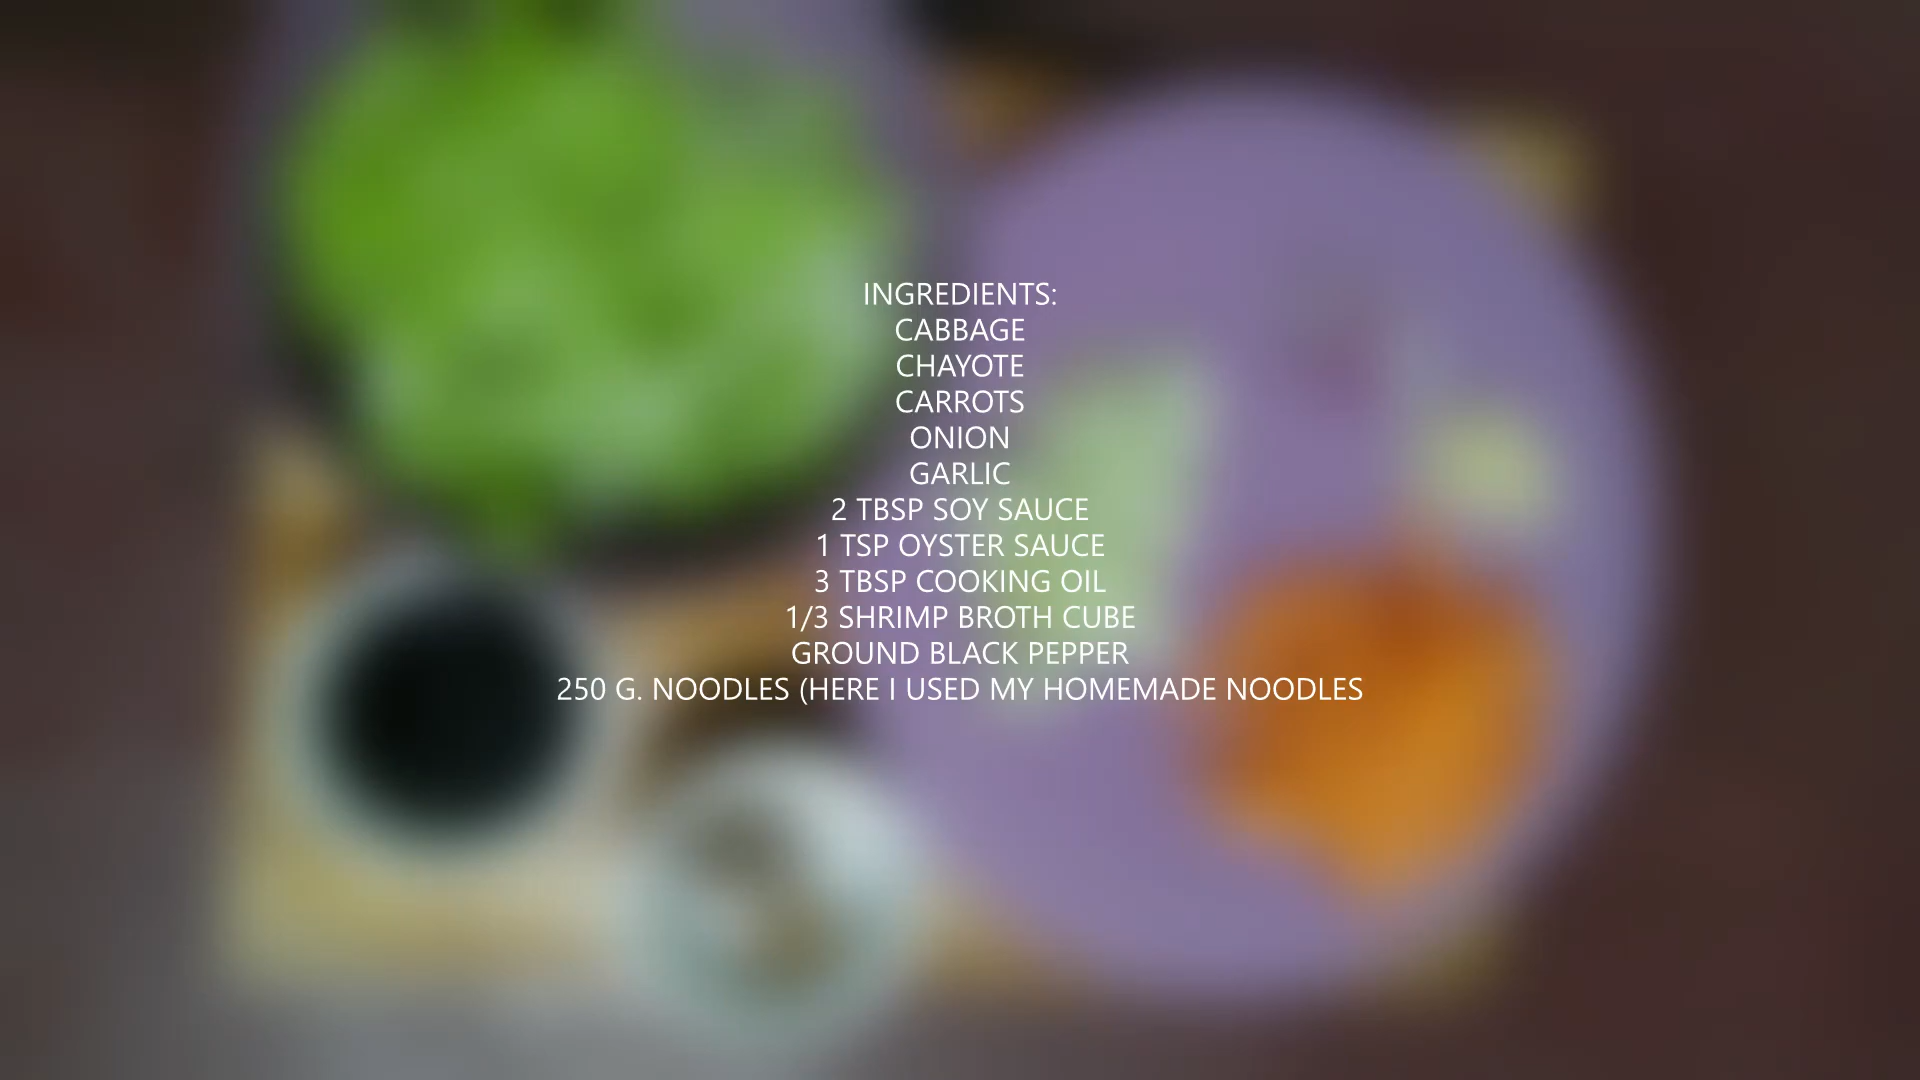 INGREDIENTS:
CABBAGE
CHAYOTE
CARROTS
ONION
GARLIC
2 TBSP SOY SAUCE
1 TSP OYSTER SAUCE
3 TBSP COOKING OIL
1/3 SHRIMP BROTH CUBE
GROUND BLACK PEPPER
250 G. NOODLES (HERE I USED MY HOMEMADE NOODLES